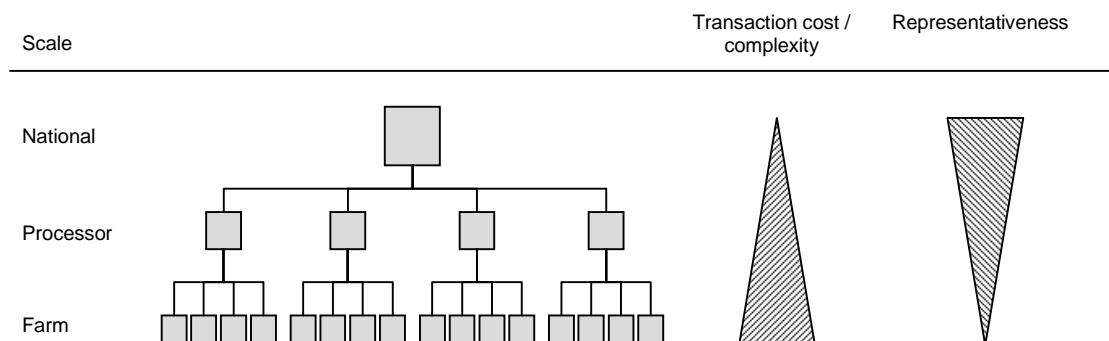 Scale
Transaction cost /
complexity
Representativeness
National
Processor
Farm